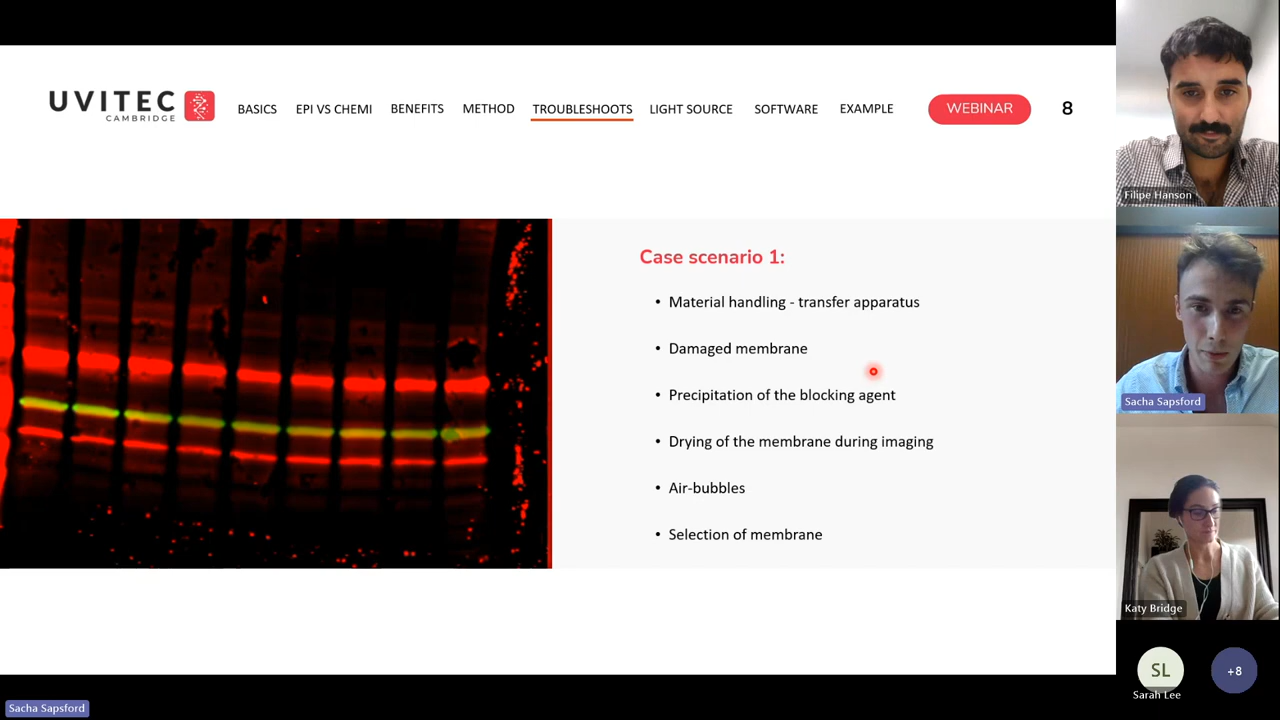 UVITEC
CAMBRIDGE
BASICS
EPI VS CHEMI
BENEFITS
METHOD
TROUBLESHOOTS
LIGHT SOURCE
SOFTWARE
EXAMPLE
WEBINAR
8
Case scenario 1:
• Material handling - transfer apparatus
• Damaged membrane
• Precipitation of the blocking agent
• Drying of the membrane during imaging
• Air-bubbles
• Selection of membrane
Filipe Hanson
Sacha Sapsford
Katy Bridge
SL
Sarah Lee
+8
Sacha Sapsford